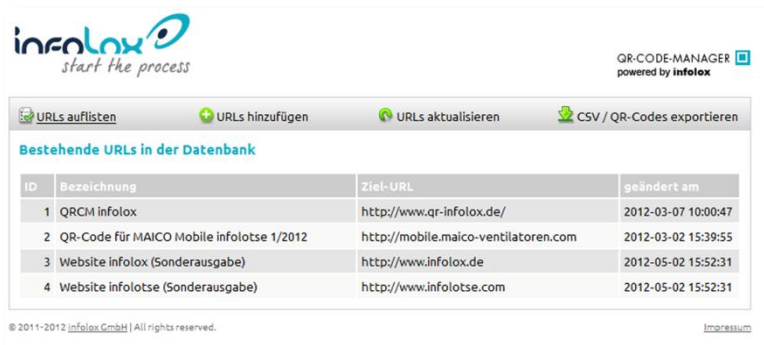 infolox
start the process
QR-CODE-MANAGER
powered by infolox
URLs auflisten URLs hinzufügen URLs aktualisieren CSV / QR-Codes exportieren
Bestehende URLs in der Datenbank
ID Bezeichnung Ziel-URL geändert am
1 QRCM infolox http://www.qr-infolox.de/ 2012-03-07 10:00:47
2 QR-Code für MAICO Mobile infolotse 1/2012 http://mobile.maico-ventilatoren.com 2012-03-02 15:39:55
3 Website infolox (Sonderausgabe) http://www.infolox.de 2012-05-02 15:52:31
4 Website infolotse (Sonderausgabe) http://www.infolotse.com 2012-05-02 15:52:31
© 2011-2012 infolox GmbH | All rights reserved. Impressum